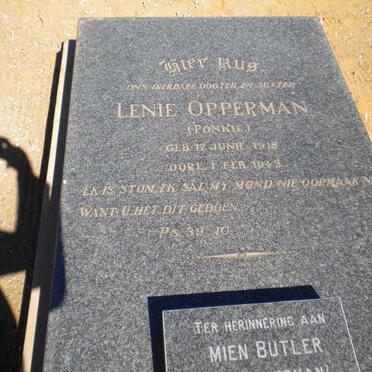 Hier Rus
ONS DIERBARE DOGTER EN SUSTER
LENIE OPPERMAN
(PONKIE)
GEB. 12 JUNIE 1918
OORL. 1 FEB. 1943
EK IS STOM, EK SAL MY MOND NIE OOPMAAK N
WANT U HET DIT GEDOEN.
PS. 39. 10.
TER HERINNERING AAN
MIEN BUTLER